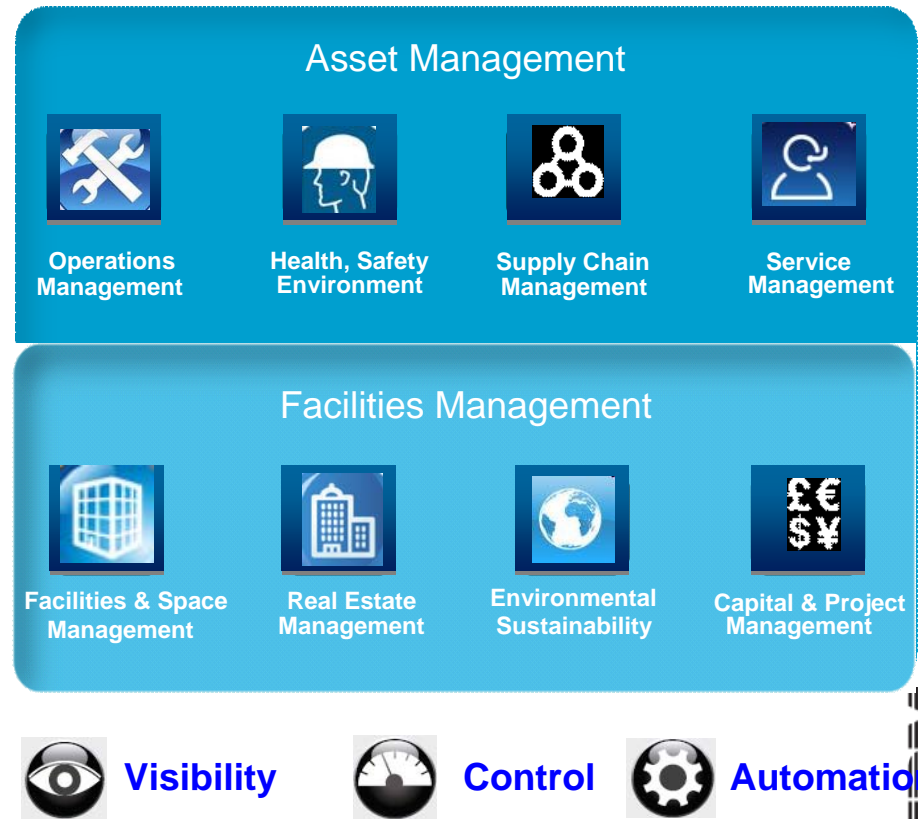 Asset Management
Operations Management
Health, Safety Environment
Supply Chain Management
Service Management
Facilities Management
£€
$¥
Facilities & Space Management
Real Estate Management
Environmental Sustainability
Capital & Project Management
Visibility
Control
Automatio